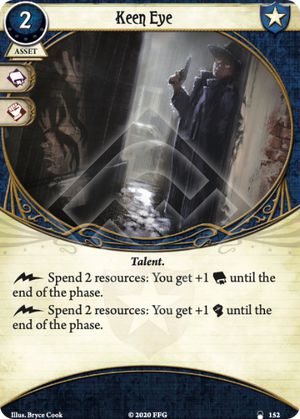 2
Keen Eye
ASSET
Talent.
Spend 2 resources: You get +1 until the
end of the phase.
Spend 2 resources: You get +1 until the
end of the phase.
Illus. Bryce Cook
© 2020 FFG
152